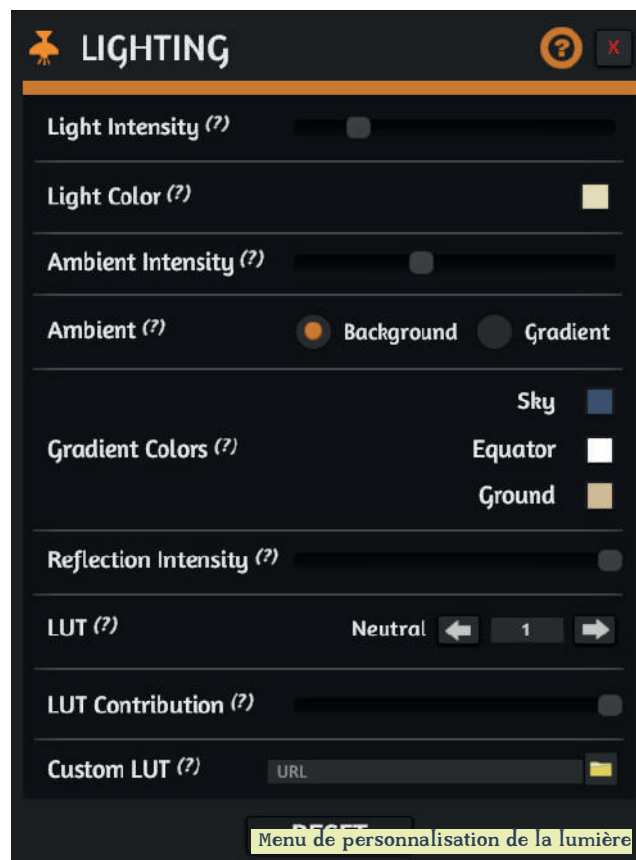 LIGHTING ? X
Light Intensity (?)
Light Color (?)
Ambient Intensity (?)
Ambient (?) Background Gradient
Sky
Gradient Colors (?) Equator
Ground
Reflection Intensity (?)
LUT (?) Neutral 1
LUT Contribution (?)
Custom LUT (?) URL
RESET
Menu de personnalisation de la lumière